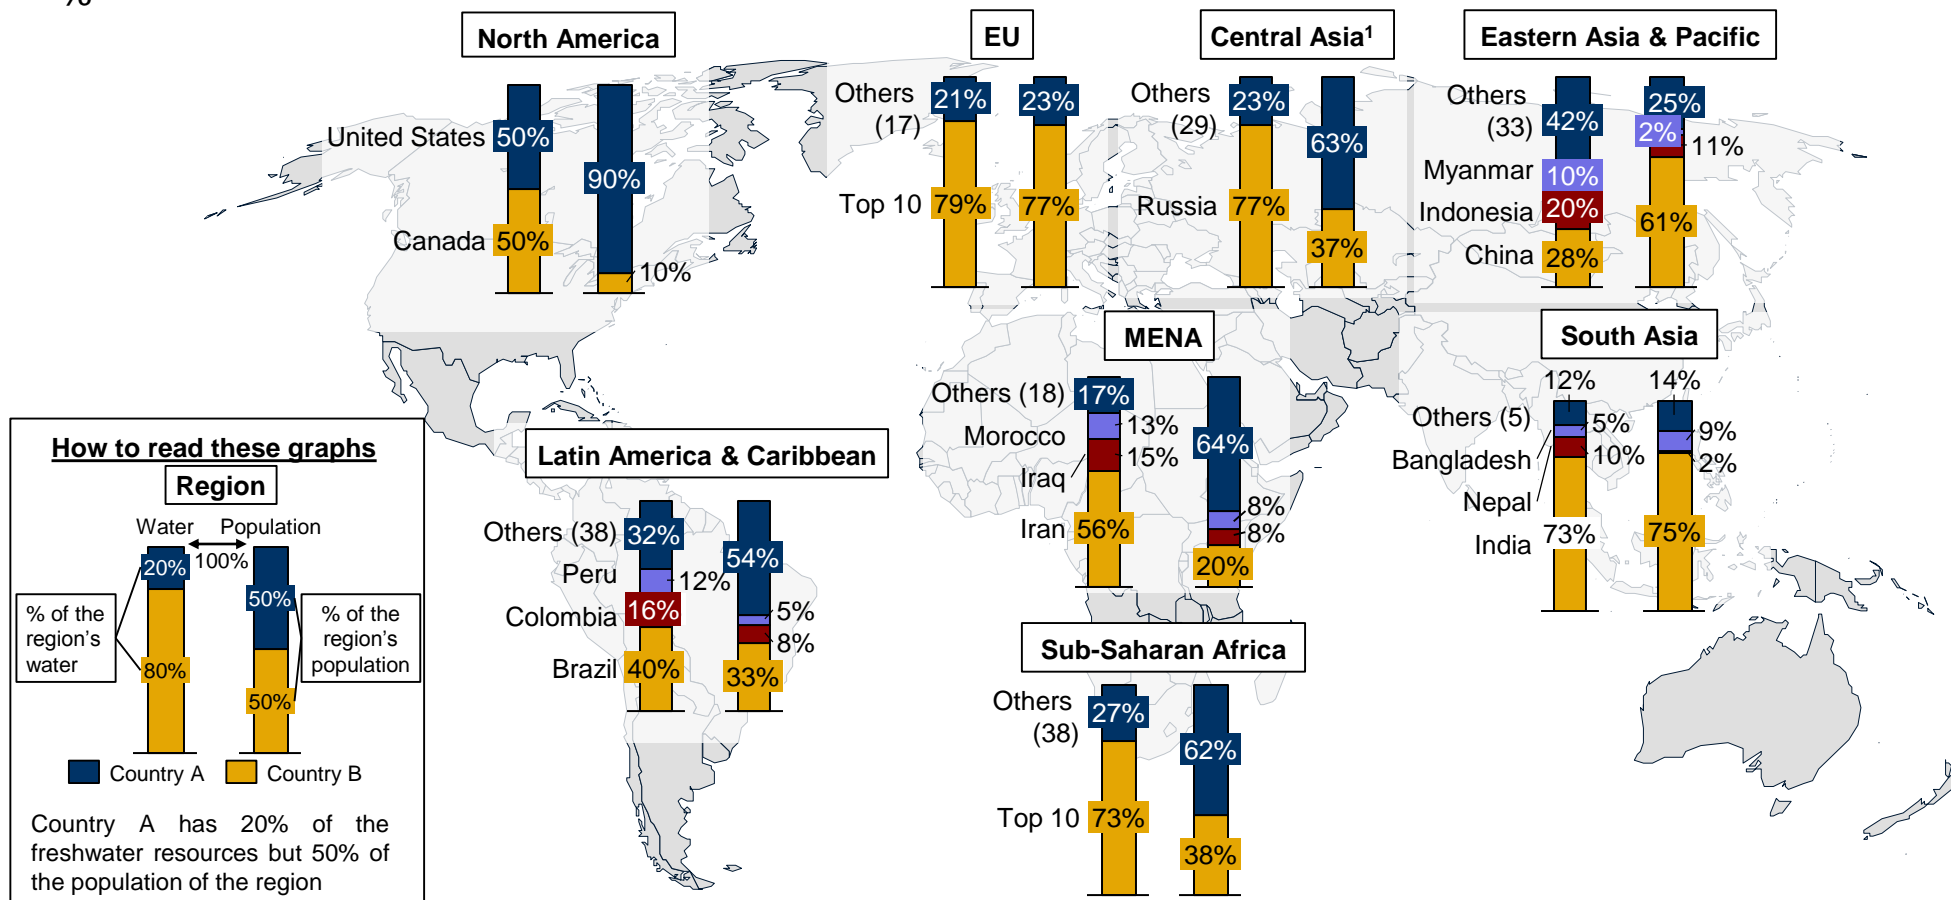 %
North America
United States
50%
90%
Canada
50%
10%
EU
Others
(17)
21%
23%
Top 10
79%
77%
Central Asia¹
Others
(29)
23%
63%
Russia
77%
37%
Eastern Asia & Pacific
Others
(33)
42%
25%
Myanmar
10%
2%
Indonesia
20%
11%
China
28%
61%
MENA
Others (18)
17%
64%
Morocco
13%
8%
Iraq
15%
8%
Iran
56%
20%
South Asia
12%
14%
Others (5)
5%
9%
Bangladesh
10%
2%
Nepal
India
73%
75%
Latin America & Caribbean
Others (38)
32%
54%
Peru
12%
5%
Colombia
16%
8%
Brazil
40%
33%
Sub-Saharan Africa
Others
(38)
27%
62%
Top 10
73%
38%
How to read these graphs
Region
Water
Population
100%
20%
50%
80%
50%
% of the
region's
water
% of the
region's
population
Country A
Country B
Country A has 20% of the
freshwater resources but 50% of
the population of the region